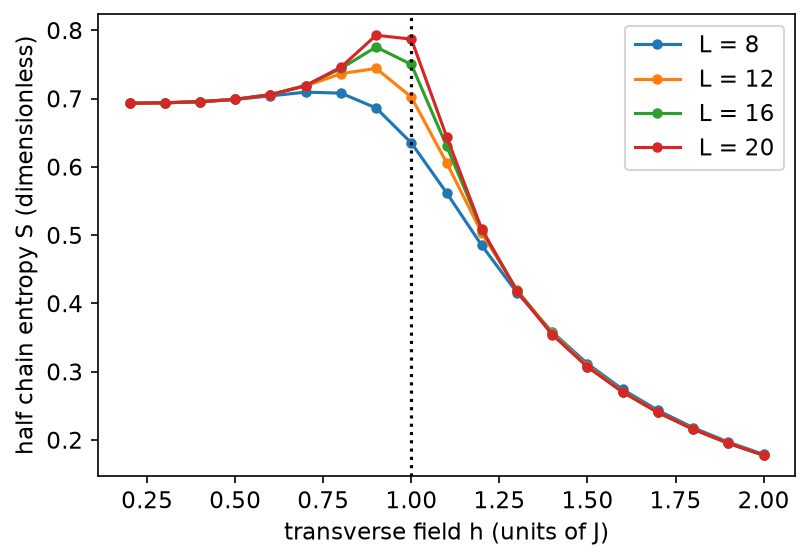 half chain entropy S (dimensionless)
0.8
0.7
0.6
0.5
0.4
0.3
0.2
L = 8
L = 12
L = 16
L = 20
0.25 0.50 0.75 1.00 1.25 1.50 1.75 2.00
transverse field h (units of J)